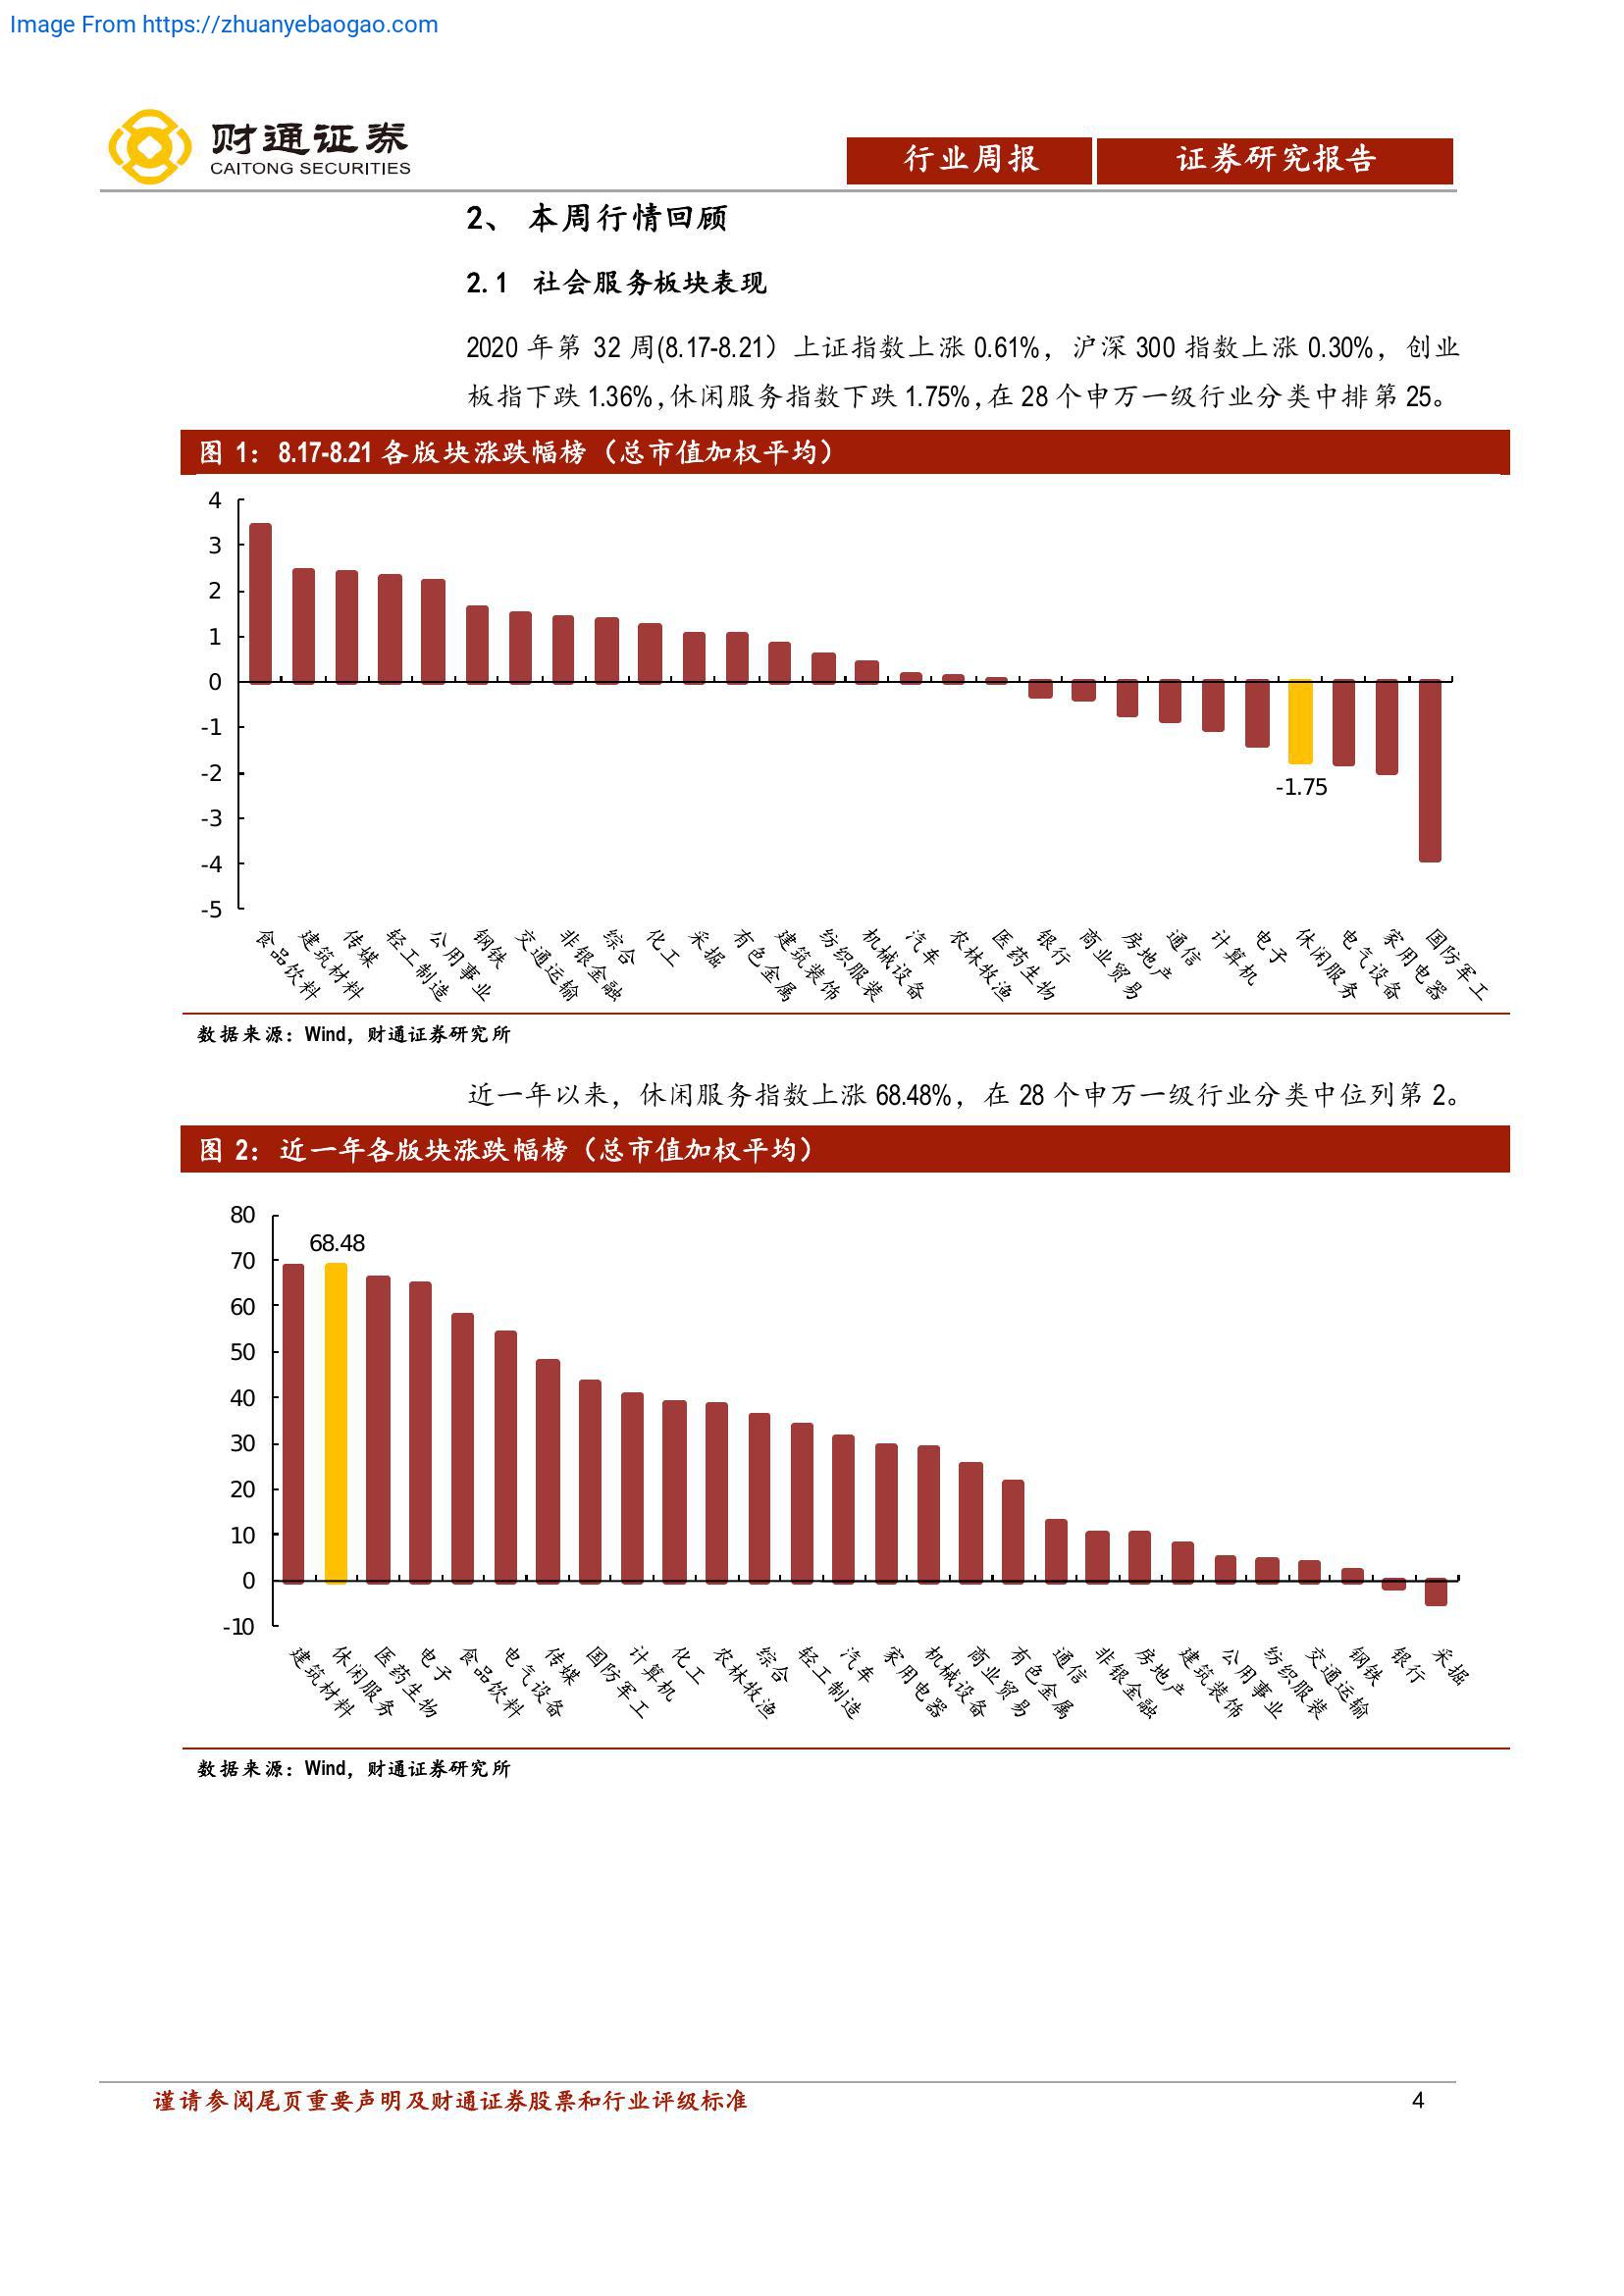 Image From https://zhuanyebaogao.com
财通证券
CAITONG SECURITIES
行业周报
证券研究报告
2、 本周行情回顾
2.1 社会服务板块表现
2020 年第 32 周(8.17-8.21）上证指数上涨 0.61%，沪深 300 指数上涨 0.30%，创业
板指下跌 1.36%,休闲服务指数下跌 1.75%,在 28 个申万一级行业分类中排第 25。
图 1：8.17-8.21 各版块涨跌幅榜（总市值加权平均）
4
3
2
1
0
-1
-2
-3
-4
-5
-1.75
食品饮料
建筑材料
传媒
轻工制造
公用事业
钢铁
交通运输
非银金融
综合
化工
采掘
有色金属
建筑装饰
纺织服装
机械设备
汽车
农林牧渔
医药生物
银行
商业贸易
房地产
通信
计算机
电子
休闲服务
电气设备
家用电器
国防军工
数据来源：Wind，财通证券研究所
近一年以来，休闲服务指数上涨 68.48%，在 28 个申万一级行业分类中位列第 2。
图 2：近一年各版块涨跌幅榜（总市值加权平均）
80
70
60
50
40
30
20
10
0
-10
68.48
建筑材料
休闲服务
医药生物
电子
食品饮料
电气设备
传媒
国防军工
计算机
化工
农林牧渔
综合
轻工制造
汽车
家用电器
机械设备
商业贸易
有色金属
通信
非银金融
房地产
建筑装饰
公用事业
纺织服装
交通运输
钢铁
银行
采掘
数据来源：Wind，财通证券研究所
谨请参阅尾页重要声明及财通证券股票和行业评级标准
4